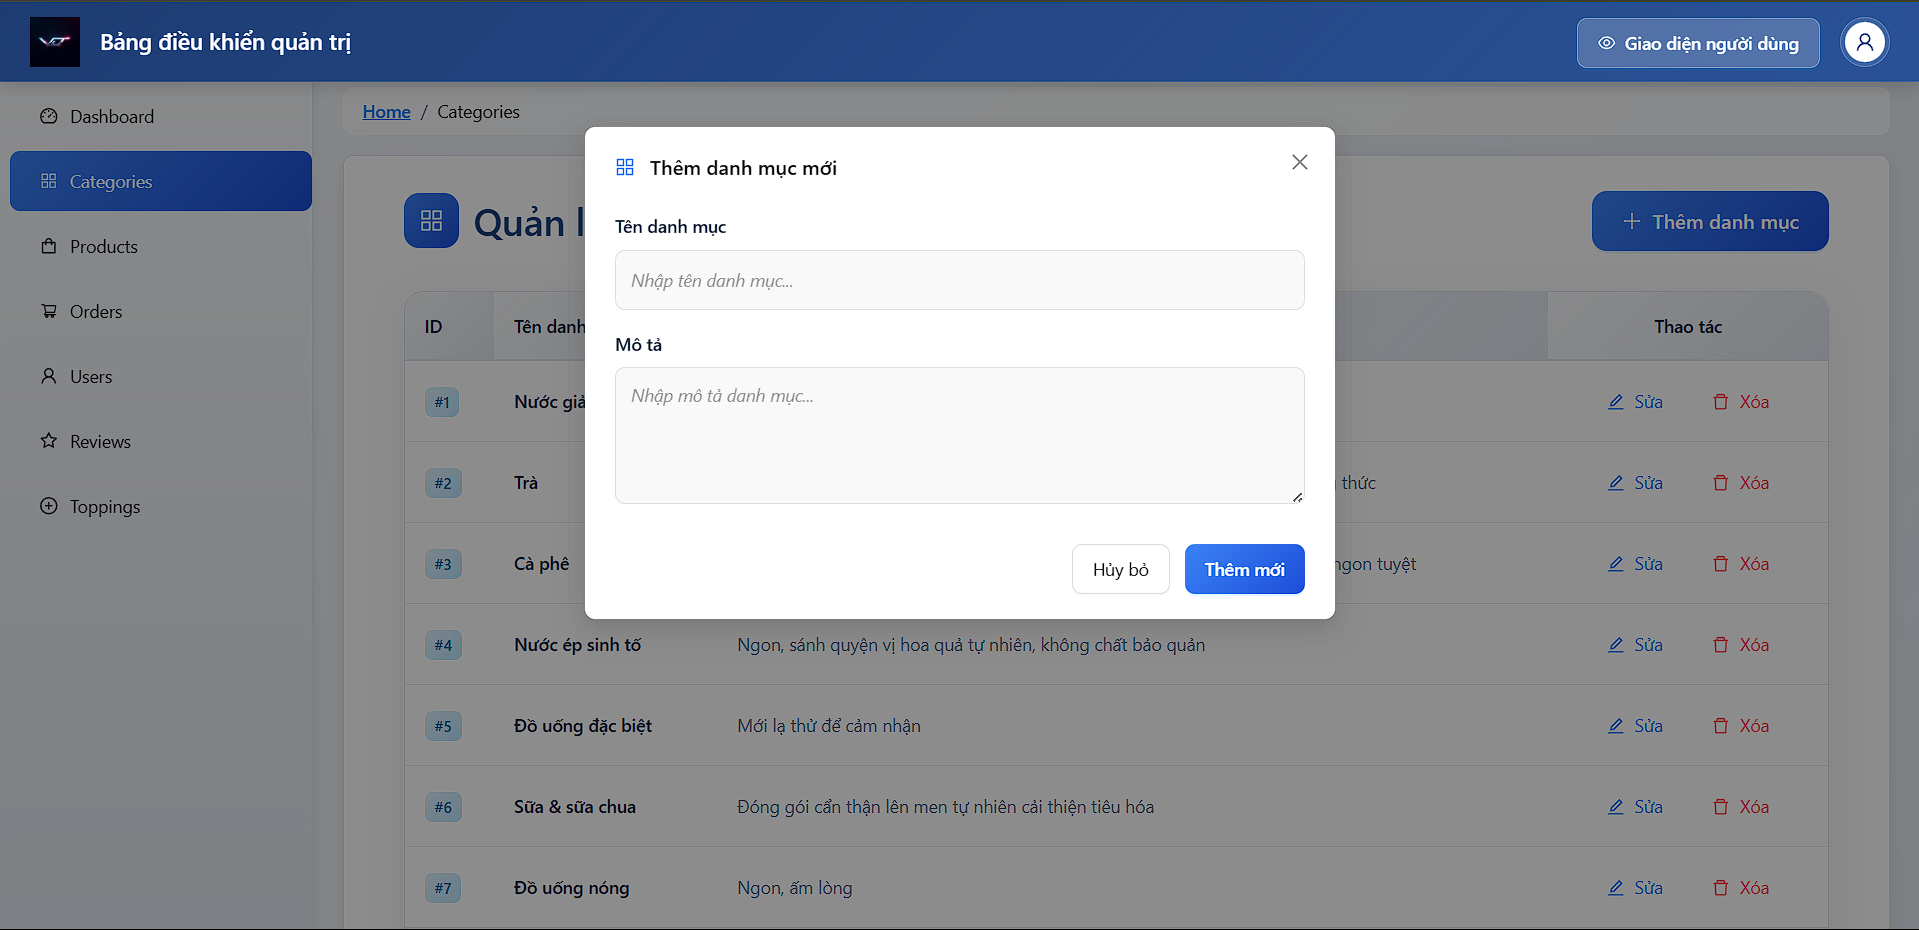 VJT
Bảng điều khiển quản trị
Giao diện người dùng
Dashboard
Categories
Products
Orders
Users
Reviews
Toppings
Home / Categories
Quản
Thêm danh mục
Thêm danh mục mới
Tên danh mục
Nhập tên danh mục...
Mô tả
Nhập mô tả danh mục...
Hủy bỏ Thêm mới
ID Tên danh Thao tác
#1 Nước giả Sửa Xóa
#2 Trà thức Sửa Xóa
#3 Cà phê ngon tuyệt Sửa Xóa
#4 Nước ép sinh tố Ngon, sánh quyện vị hoa quả tự nhiên, không chất bảo quản Sửa Xóa
#5 Đồ uống đặc biệt Mới lạ thử để cảm nhận Sửa Xóa
#6 Sữa & sữa chua Đóng gói cẩn thận lên men tự nhiên cải thiện tiêu hóa Sửa Xóa
#7 Đồ uống nóng Ngon, ấm lòng Sửa Xóa